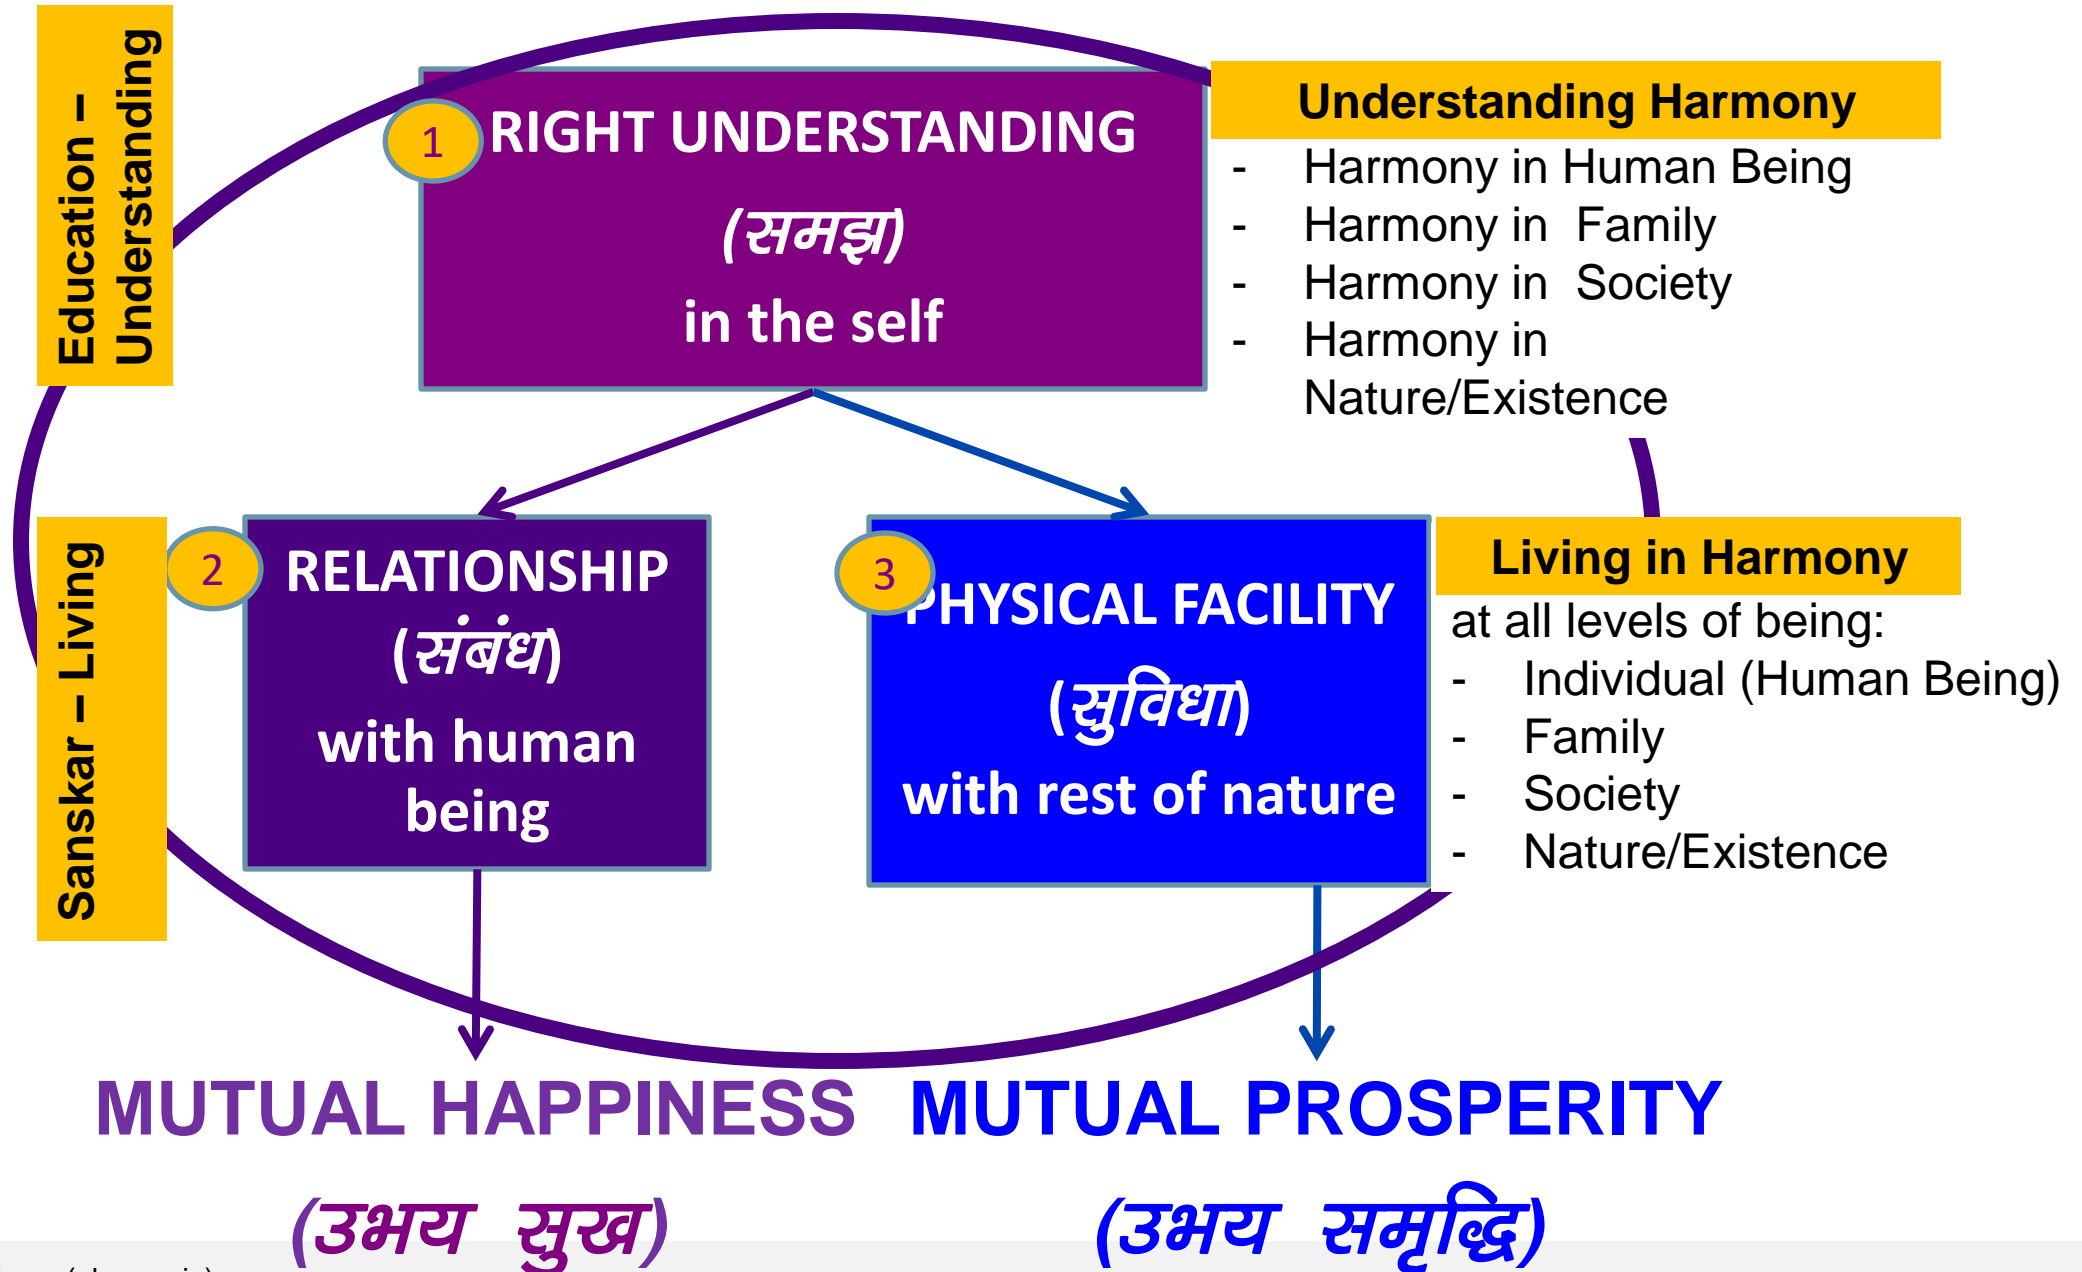 Education –
Understanding
1
RIGHT UNDERSTANDING
(समझ)
in the self
Understanding Harmony
- Harmony in Human Being
- Harmony in Family
- Harmony in Society
- Harmony in
Nature/Existence
Sanskar – Living
2
RELATIONSHIP
(संबंध)
with human
being
3
PHYSICAL FACILITY
(सुविधा)
with rest of nature
Living in Harmony
at all levels of being:
- Individual (Human Being)
- Family
- Society
- Nature/Existence
MUTUAL HAPPINESS
(उभय सुख)
MUTUAL PROSPERITY
(उभय समृद्धि)